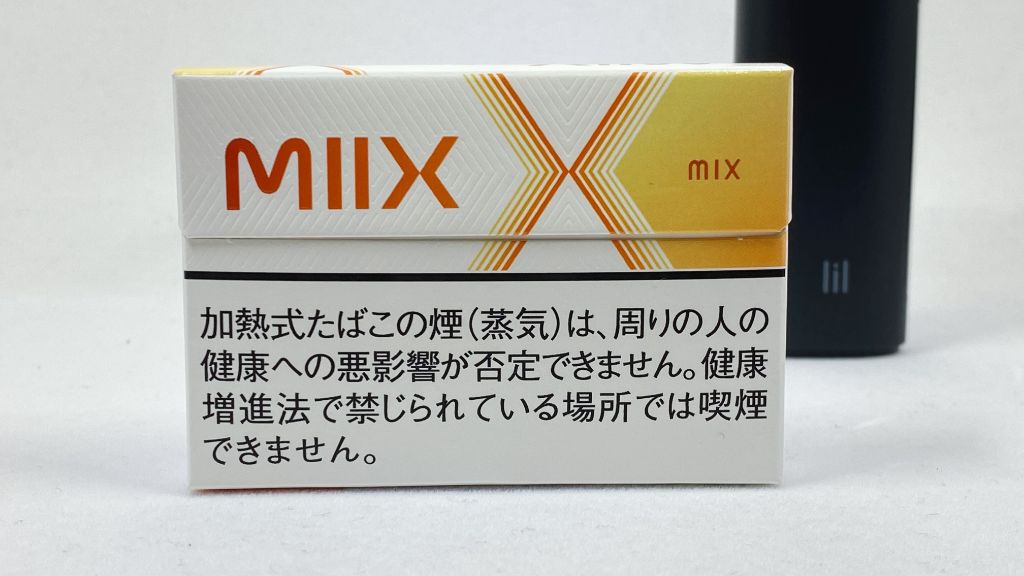 MIIX
MIX
lil
加熱式たばこの煙(蒸気)は、周りの人の
健康への悪影響が否定できません。健康
増進法で禁じられている場所では喫煙
できません。